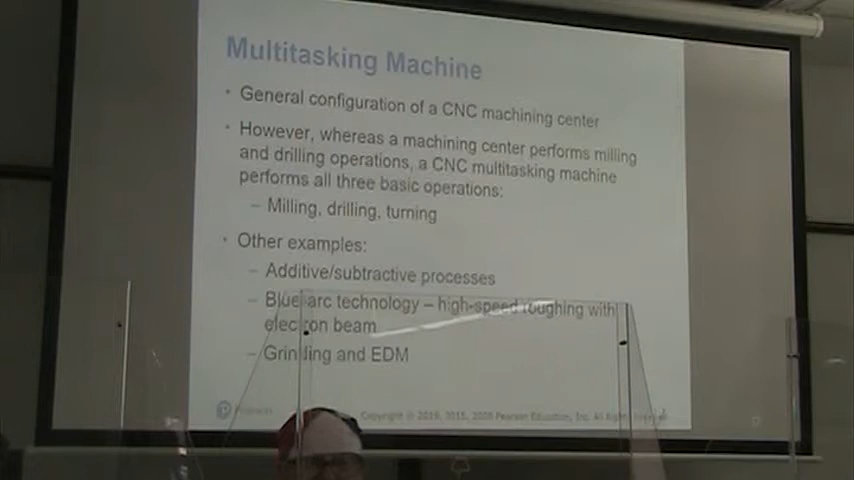 Multitasking Machine
• General configuration of a CNC machining center
• However, whereas a machining center performs milling
and drilling operations, a CNC multitasking machine
performs all three basic operations:
– Milling, drilling, turning
• Other examples:
– Additive/subtractive processes
– Blue-arc technology – high-speed roughing with
electron beam
– Grinding and EDM
Copyright © 2019, 2015, 2008 Pearson Education, Inc. All Rights